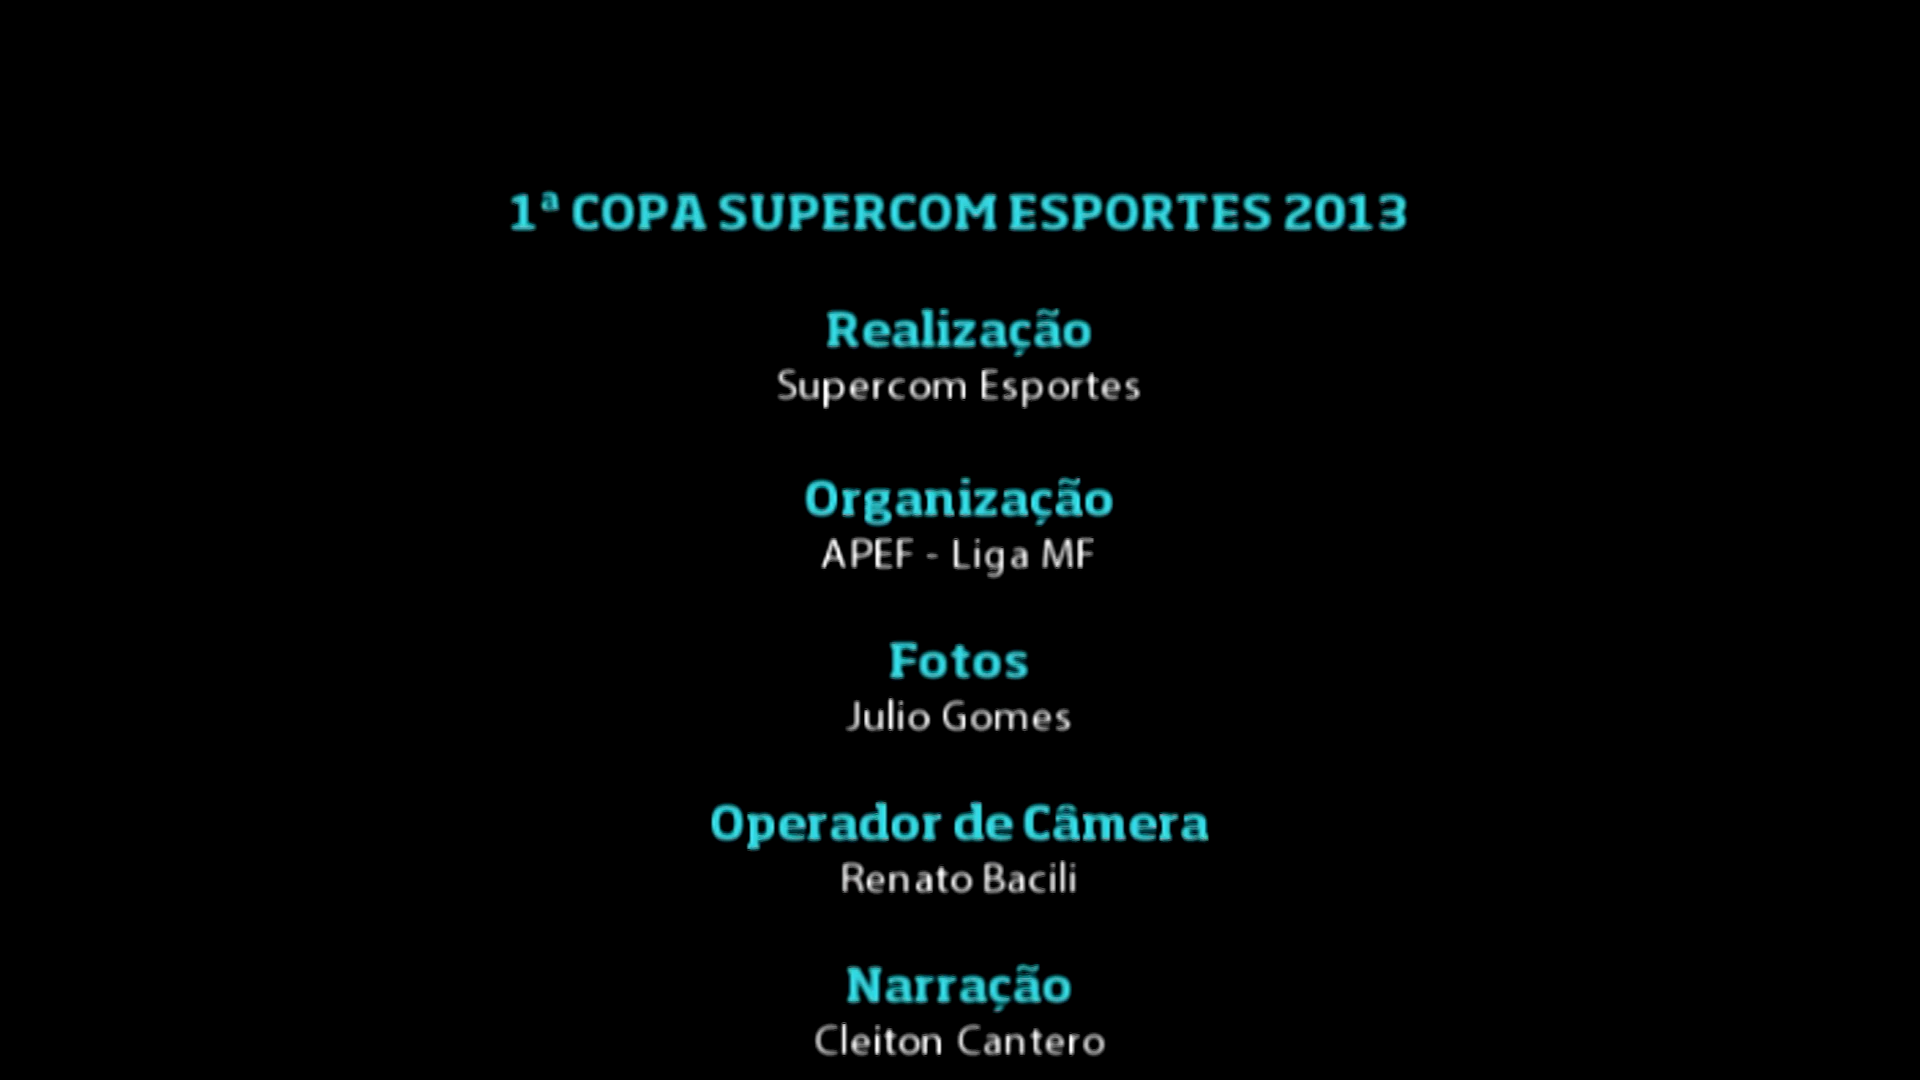 1ª COPA SUPERCOM ESPORTES 2013
Realização
Supercom Esportes
Organização
APEF - Liga MF
Fotos
Julio Gomes
Operador de Câmera
Renato Bacili
Narração
Cleiton Cantero